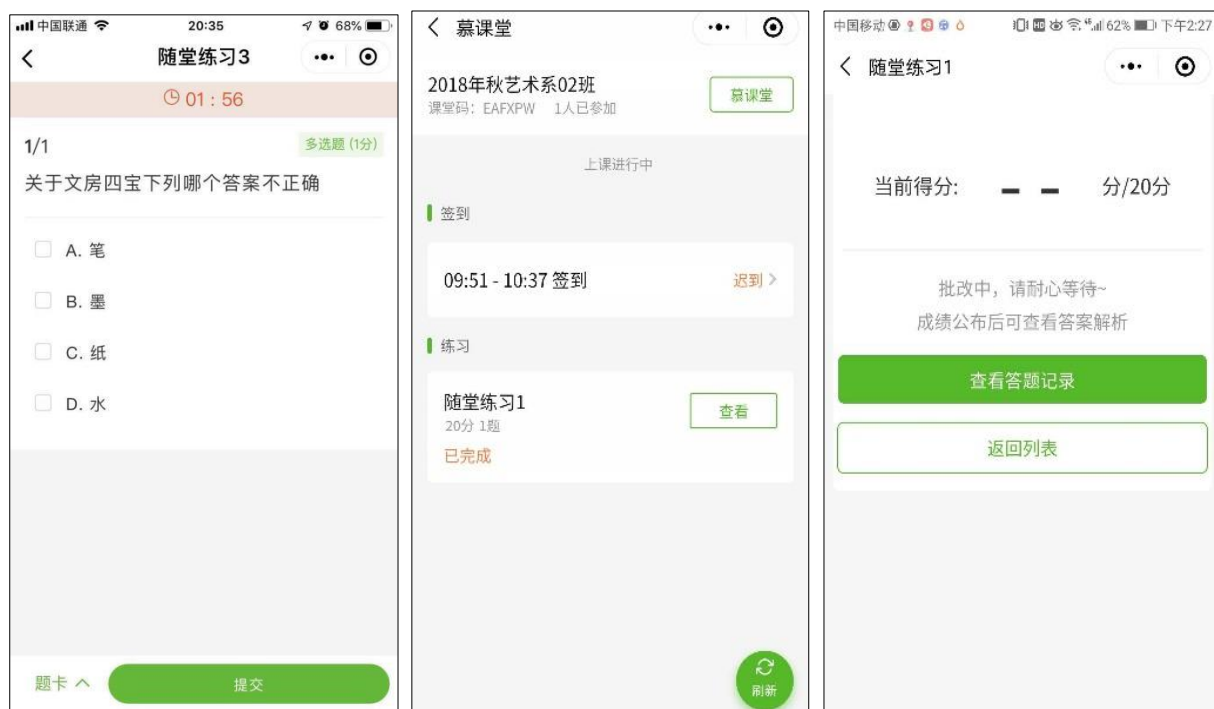 中国联通 20:35 68%
随堂练习3
01 : 56
1/1 多选题 (1分)
关于文房四宝下列哪个答案不正确
A. 笔
B. 墨
C. 纸
D. 水
题卡 提交
慕课堂
2018年秋艺术系02班 慕课堂
课堂码: EAFXPW 1人已参加
上课进行中
签到
09:51 - 10:37 签到 迟到
练习
随堂练习1 查看
20分 1题
已完成
刷新
中国移动 HD 46 62% 下午2:27
随堂练习1
当前得分: – – 分/20分
批改中，请耐心等待~
成绩公布后可查看答案解析
查看答题记录
返回列表